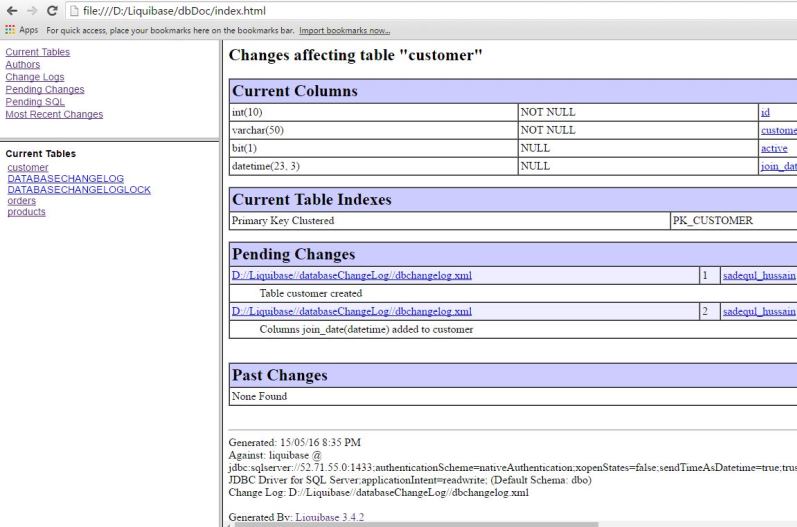 file:///D:/Liquibase/dbDoc/index.html
Apps For quick access, place your bookmarks here on the bookmarks bar. Import bookmarks now...
Current Tables
Authors
Change Logs
Pending Changes
Pending SQL
Most Recent Changes
Current Tables
customer
DATABASECHANGELOG
DATABASECHANGELOGLOCK
orders
products
Changes affecting table "customer"
Current Columns
int(10) NOT NULL id
varchar(50) NOT NULL custome
bit(1) NULL active
datetime(23, 3) NULL join_dat
Current Table Indexes
Primary Key Clustered PK_CUSTOMER
Pending Changes
D://Liquibase//databaseChangeLog//dbchangelog.xml 1 sadequl_hussain
Table customer created
D://Liquibase//databaseChangeLog//dbchangelog.xml 2 sadequl_hussain
Columns join_date(datetime) added to customer
Past Changes
None Found
Generated: 15/05/16 8:35 PM
Against: liquibase @
jdbc:sqlserver://52.71.55.0:1433;authenticationScheme=nativeAuthentication;xopenStates=false;sendTimeAsDatetime=true;trus
JDBC Driver for SQL Server;applicationIntent=readwrite; (Default Schema: dbo)
Change Log: D://Liquibase//databaseChangeLog//dbchangelog.xml
Generated By: Liquibase 3.4.2